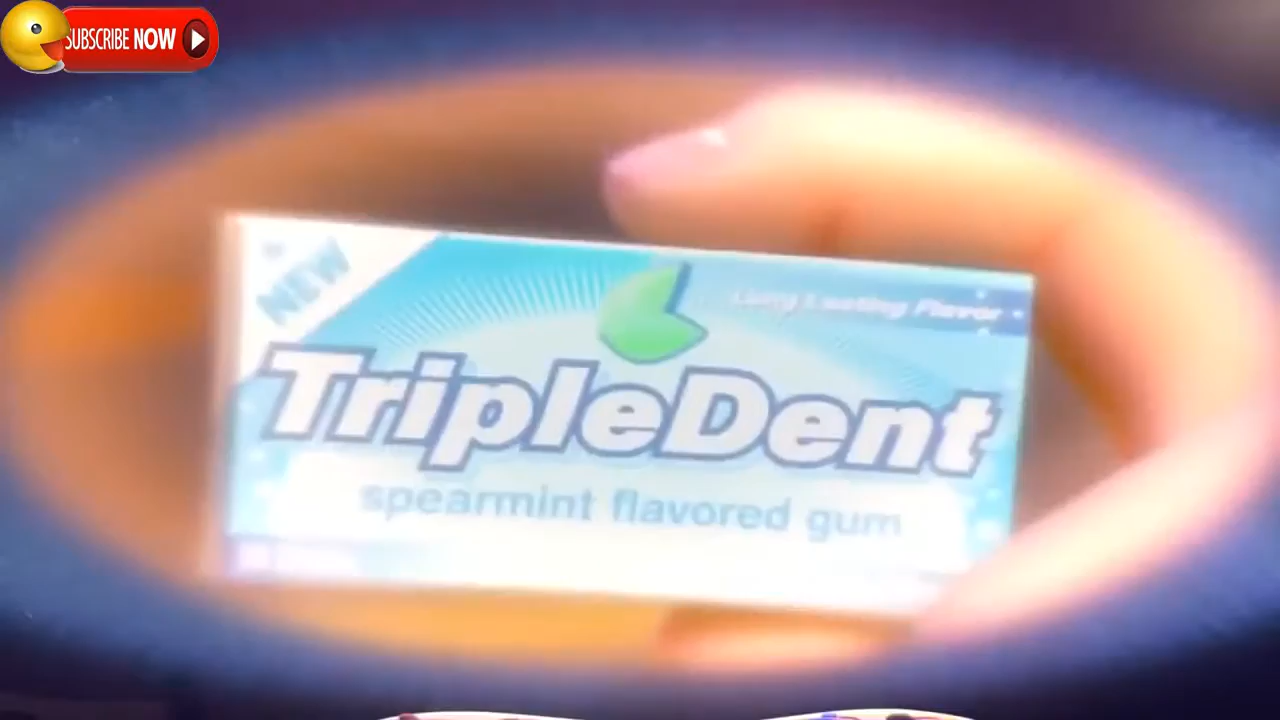 SUBSCRIBE NOW
NEW
Long Lasting Flavor
TripleDent
spearmint flavored gum